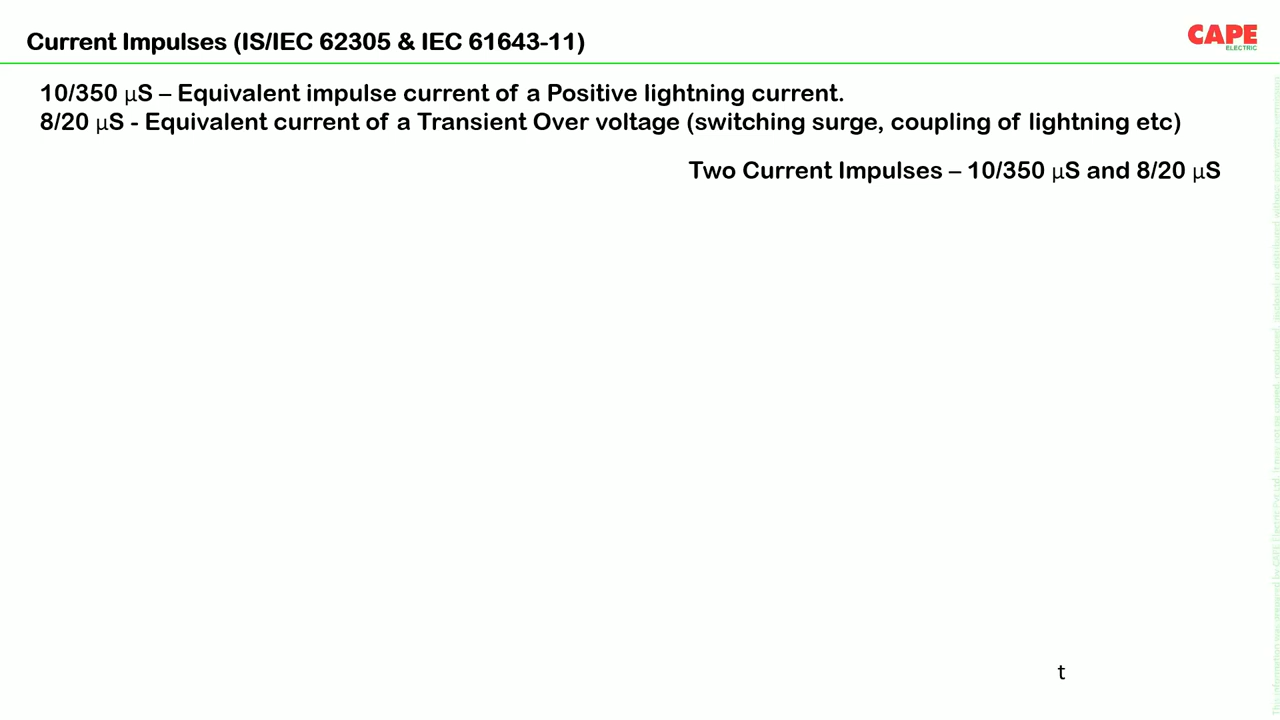 Current Impulses (IS/IEC 62305 & IEC 61643-11)
CAPE
ELECTRIC
10/350 µS – Equivalent impulse current of a Positive lightning current.
8/20 µS - Equivalent current of a Transient Over voltage (switching surge, coupling of lightning etc)
Two Current Impulses – 10/350 µS and 8/20 µS
t